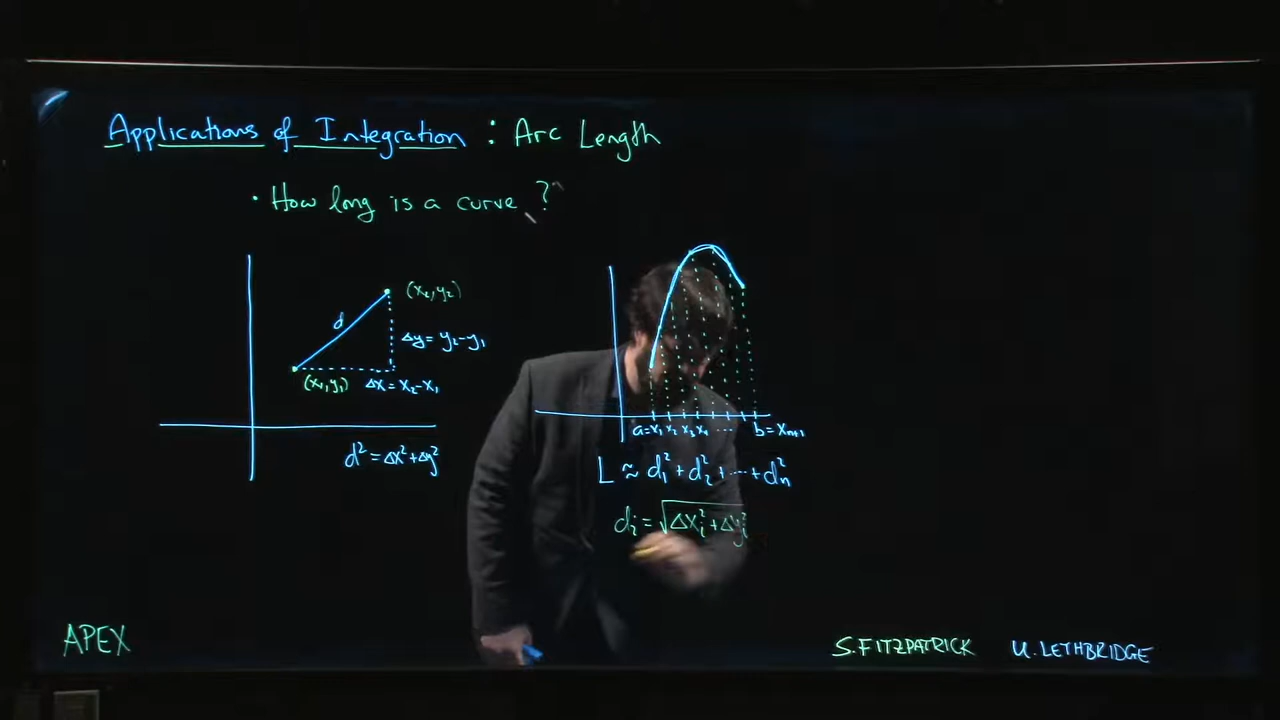 Applications of Integration : Arc Length
• How long is a curve ?
(x₂,y₂)
d
Δy = y₂-y₁
(x₁,y₁) Δx = x₂-x₁
d² = Δx²+Δy²
a=x₁ x₂ x₃ x₄ ... b=xₙ₊₁
L ≈ d₁² + d₂² + ... + dₙ²
dᵢ = √Δxᵢ²+Δyᵢ²
APEX
S.FITZPATRICK U.LETHBRIDGE